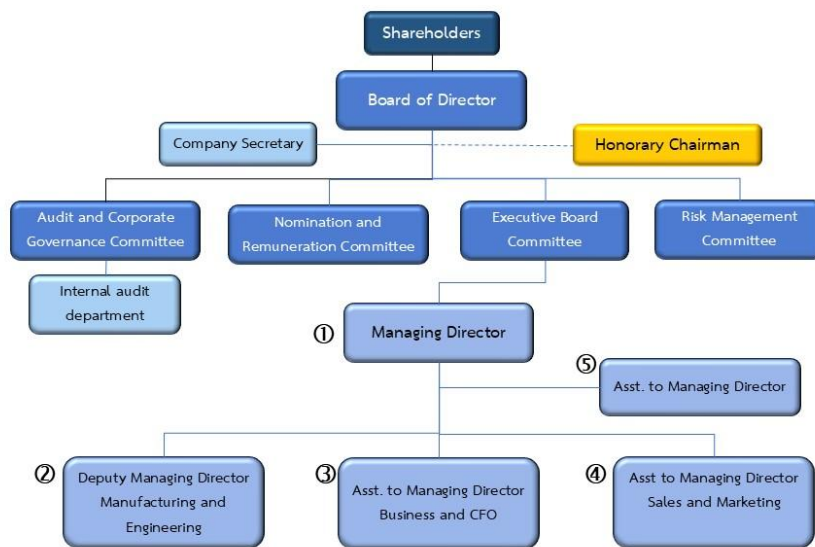 Shareholders
Board of Director
Company Secretary
Honorary Chairman
Audit and Corporate
Governance Committee
Nomination and
Remuneration Committee
Executive Board
Committee
Risk Management
Committee
Internal audit
department
①
Managing Director
⑤
Asst. to Managing Director
②
Deputy Managing Director
Manufacturing and
Engineering
③
Asst. to Managing Director
Business and CFO
④
Asst to Managing Director
Sales and Marketing